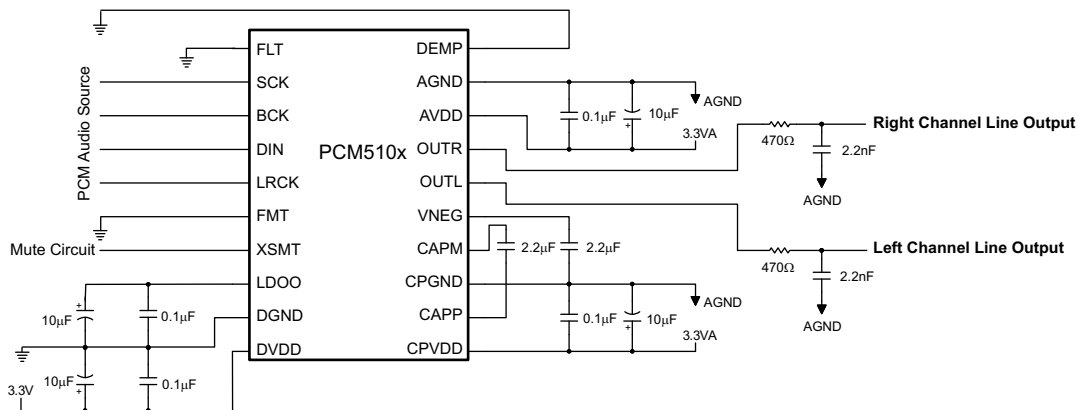 FLT
SCK
BCK
DIN
LRCK
FMT
XSMT
LDOO
DGND
DVDD
PCM510x
DEMP
AGND
AVDD
OUTR
OUTL
VNEG
CAPM
CPGND
CAPP
CPVDD
PCM Audio Source
Mute Circuit
10μF
0.1μF
10μF
0.1μF
3.3V
0.1μF
10μF
AGND
3.3VA
470Ω
Right Channel Line Output
2.2nF
AGND
2.2μF
2.2μF
470Ω
Left Channel Line Output
2.2nF
AGND
0.1μF
10μF
AGND
3.3VA